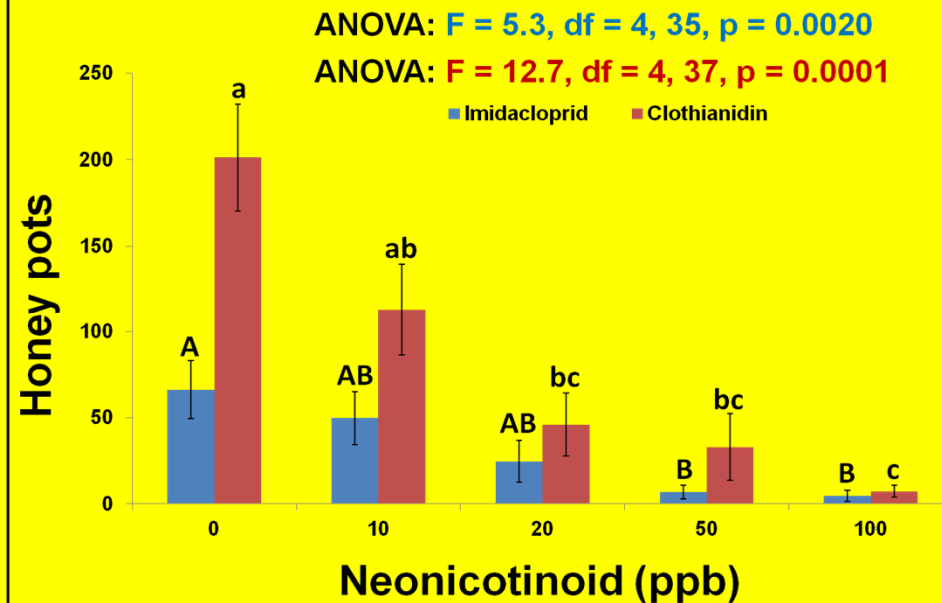 ANOVA: F = 5.3, df = 4, 35, p = 0.0020
ANOVA: F = 12.7, df = 4, 37, p = 0.0001
Imidacloprid Clothianidin
Honey pots
250
200
150
100
50
0
A a
AB ab
AB bc
B bc
B c
0 10 20 50 100
Neonicotinoid (ppb)